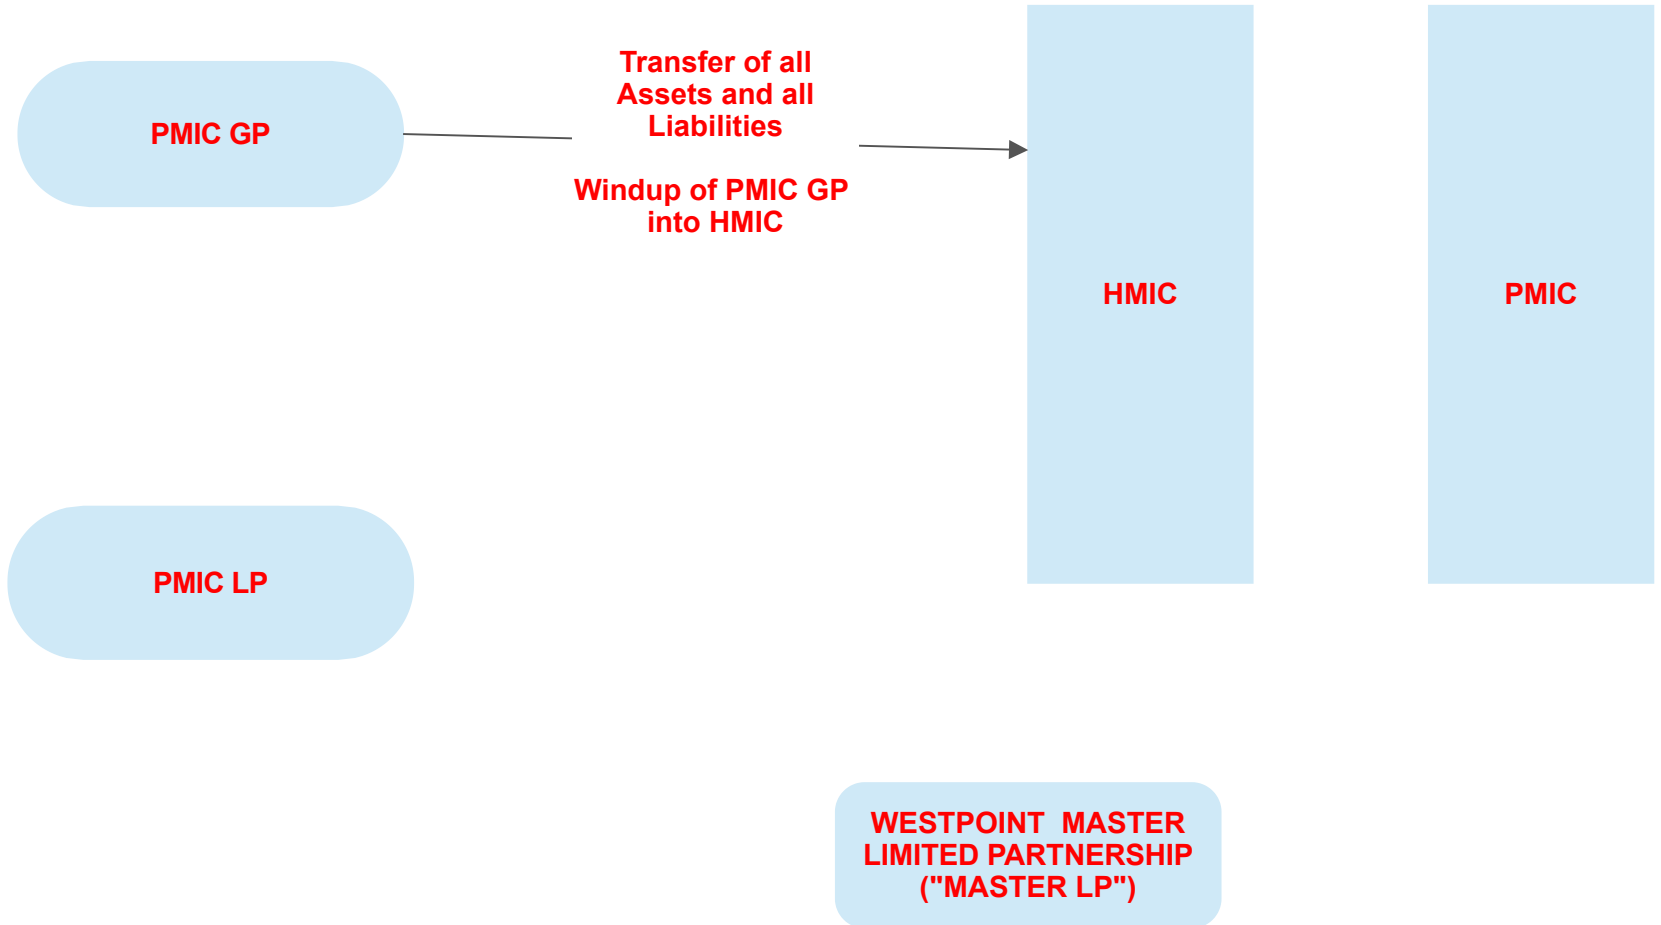 PMIC GP
Transfer of all
Assets and all
Liabilities
Windup of PMIC GP
into HMIC
HMIC
PMIC
PMIC LP
WESTPOINT  MASTER
LIMITED PARTNERSHIP
("MASTER LP")